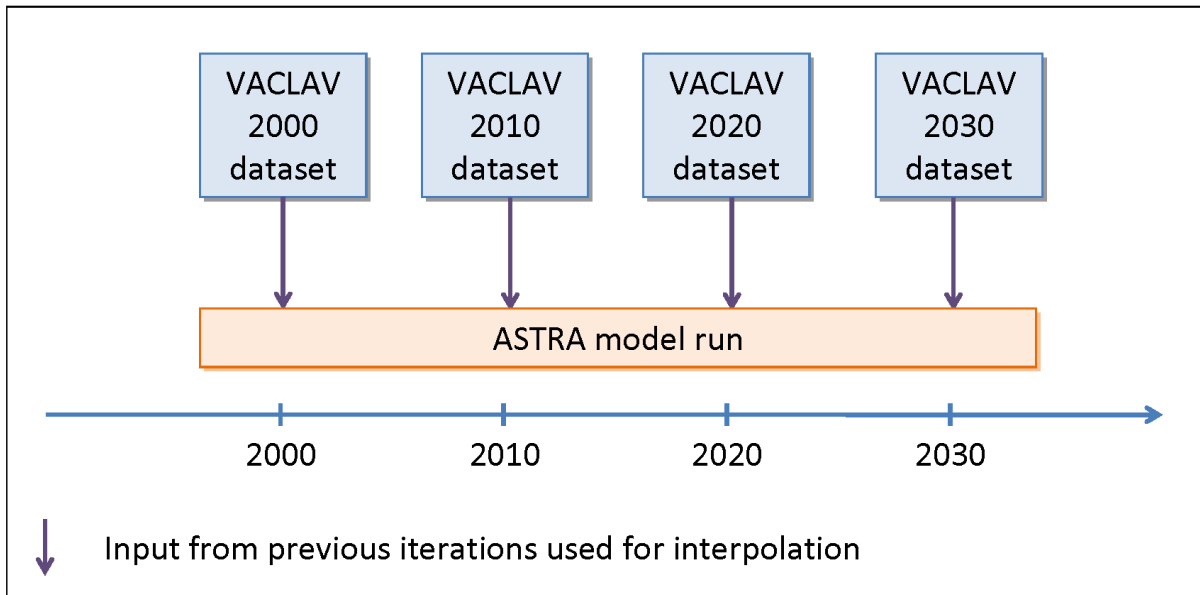 VACLAV
2000
dataset
VACLAV
2010
dataset
VACLAV
2020
dataset
VACLAV
2030
dataset
ASTRA model run
2000
2010
2020
2030
Input from previous iterations used for interpolation